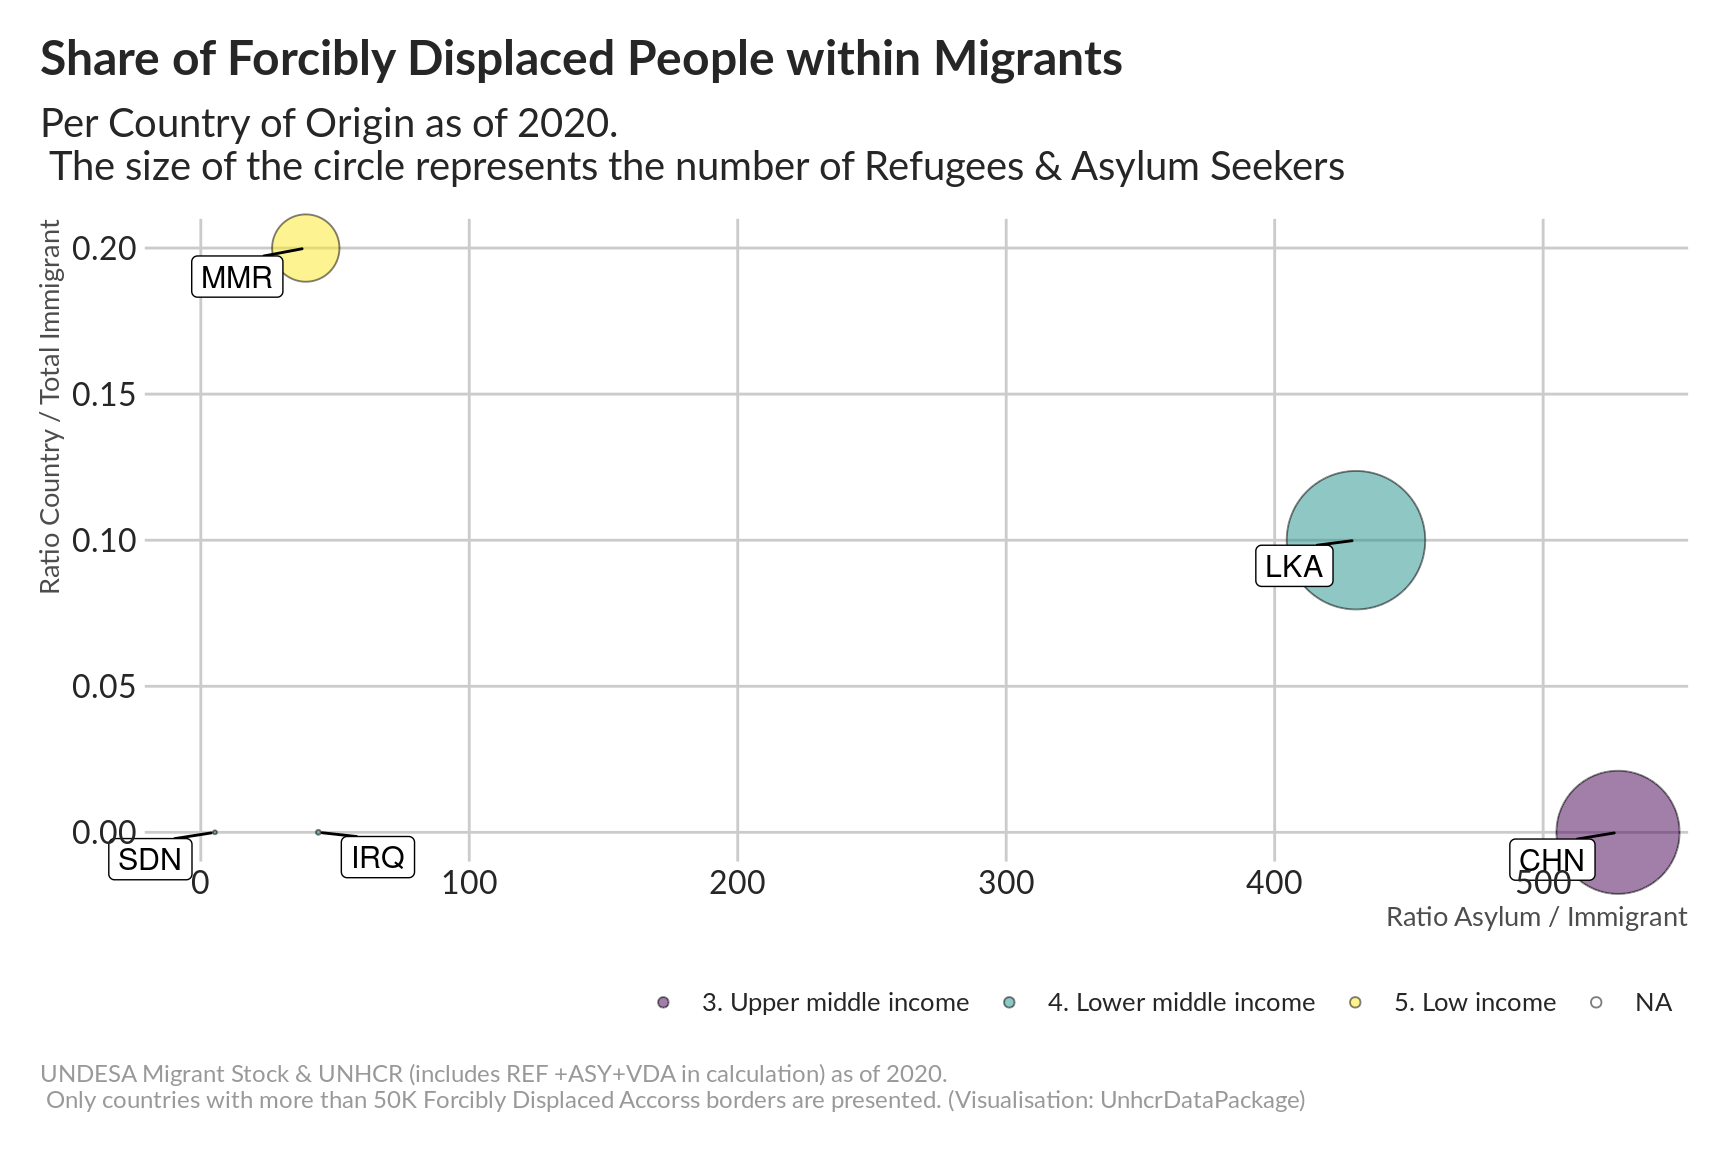 Share of Forcibly Displaced People within Migrants
Per Country of Origin as of 2020.
The size of the circle represents the number of Refugees & Asylum Seekers
Ratio Country / Total Immigrant
0.20
MMR
0.15
0.10
LKA
0.05
0.00
SDN
IRQ
CHN
0
100
200
300
400
500
Ratio Asylum / Immigrant
3. Upper middle income
4. Lower middle income
5. Low income
NA
UNDESA Migrant Stock & UNHCR (includes REF +ASY+VDA in calculation) as of 2020.
Only countries with more than 50K Forcibly Displaced Accorss borders are presented. (Visualisation: UnhcrDataPackage)